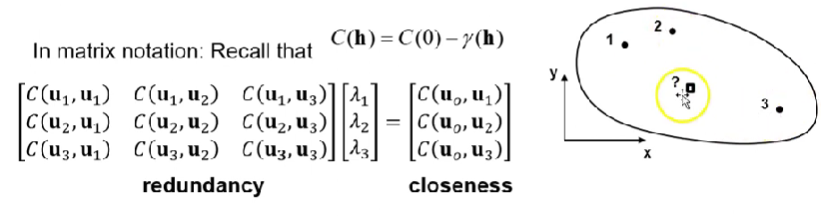 In matrix notation: Recall that C(h) = C(0) − γ(h)
[C(u₁,u₁) C(u₁,u₂) C(u₁,u₃)] [λ₁] = [C(uₒ,u₁)]
[C(u₂,u₁) C(u₂,u₂) C(u₂,u₃)] [λ₂] = [C(uₒ,u₂)]
[C(u₃,u₁) C(u₃,u₂) C(u₃,u₃)] [λ₃] = [C(uₒ,u₃)]
redundancy closeness
1
2
?
3
y
x